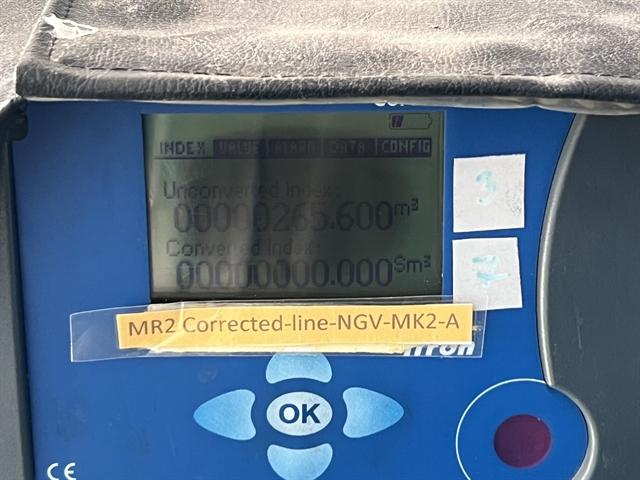 INDEX VALUE ALARM DATA CONFIG
Unconverted Index:
00000265.600m³
Converted Index:
00000000.000Sm³
3
MR2 Corrected-line-NGV-MK2-A
OK
CE